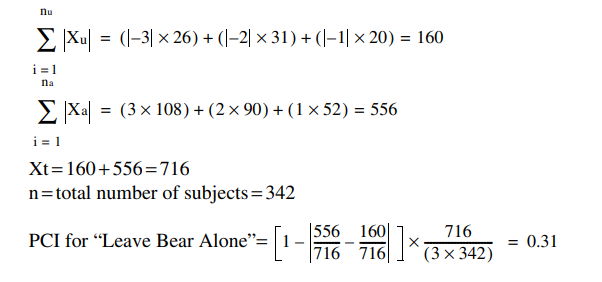 nu
∑ |Xu| = (|–3| × 26) + (|–2| × 31) + (|–1| × 20) = 160
i = 1
na
∑ |Xa| = (3 × 108) + (2 × 90) + (1 × 52) = 556
i = 1
Xt = 160 + 556 = 716
n = total number of subjects = 342
PCI for “Leave Bear Alone” = [1 – |556/716 – 160/716|] × 716/(3 × 342) = 0.31